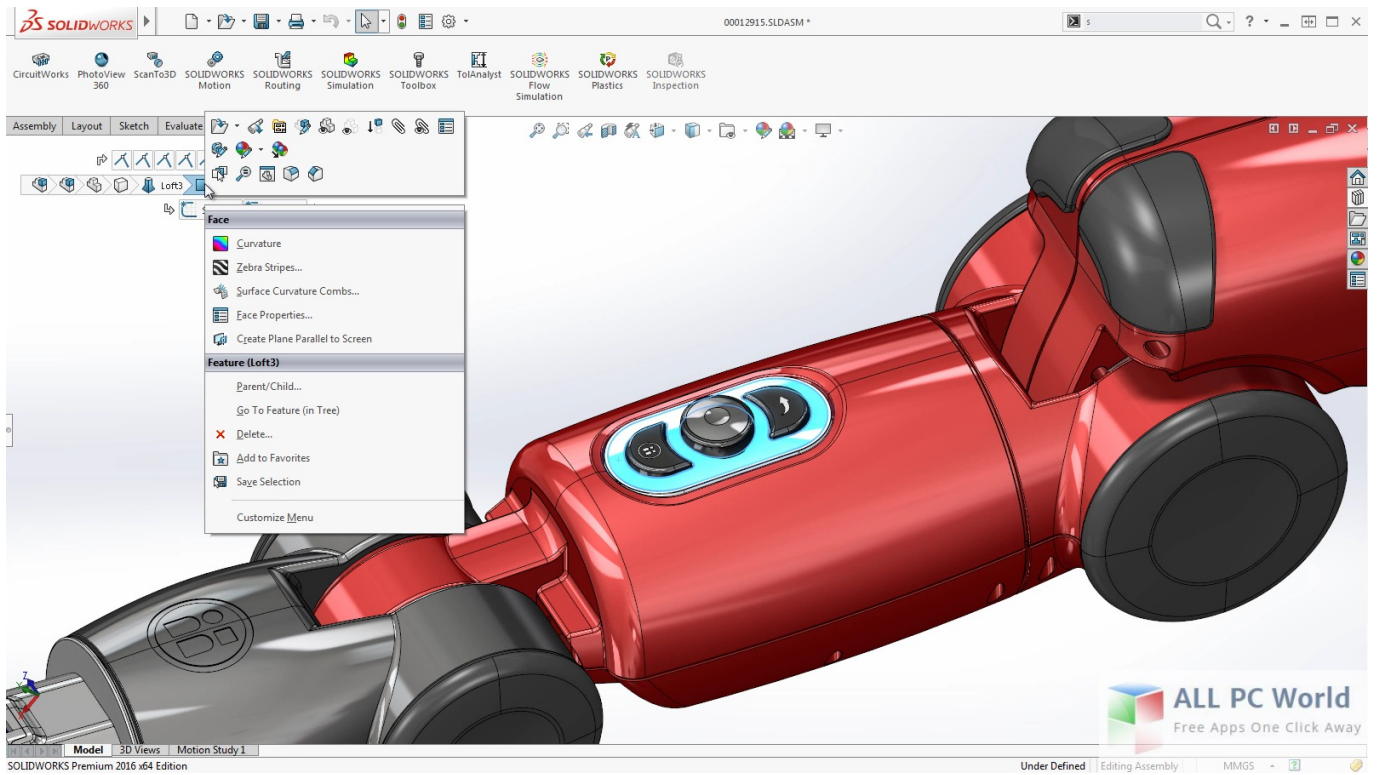 SOLIDWORKS
00012915.SLDASM *
s
CircuitWorks
PhotoView 360
ScanTo3D
SOLIDWORKS Motion
SOLIDWORKS Routing
SOLIDWORKS Simulation
SOLIDWORKS Toolbox
TolAnalyst
SOLIDWORKS Flow Simulation
SOLIDWORKS Plastics
SOLIDWORKS Inspection
Assembly
Layout
Sketch
Evaluate
Loft3
Face
Curvature
Zebra Stripes...
Surface Curvature Combs...
Face Properties...
Create Plane Parallel to Screen
Feature (Loft3)
Parent/Child...
Go To Feature (in Tree)
Delete...
Add to Favorites
Save Selection
Customize Menu
Z
ALL PC World
Free Apps One Click Away
Model
3D Views
Motion Study 1
SOLIDWORKS Premium 2016 x64 Edition
Under Defined
Editing Assembly
MMGS